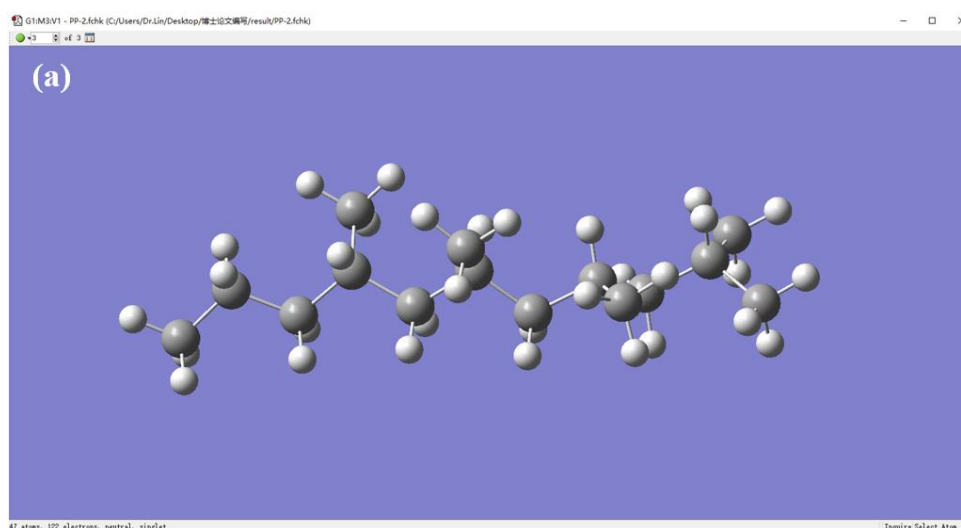 G1:M3:V1 - PP-2.fchk (C:/Users/Dr.Lin/Desktop/博士论文编写/result/PP-2.fchk)
3 of 3
(a)
47 atoms, 122 electrons, neutral, singlet
Inquire Select Atom